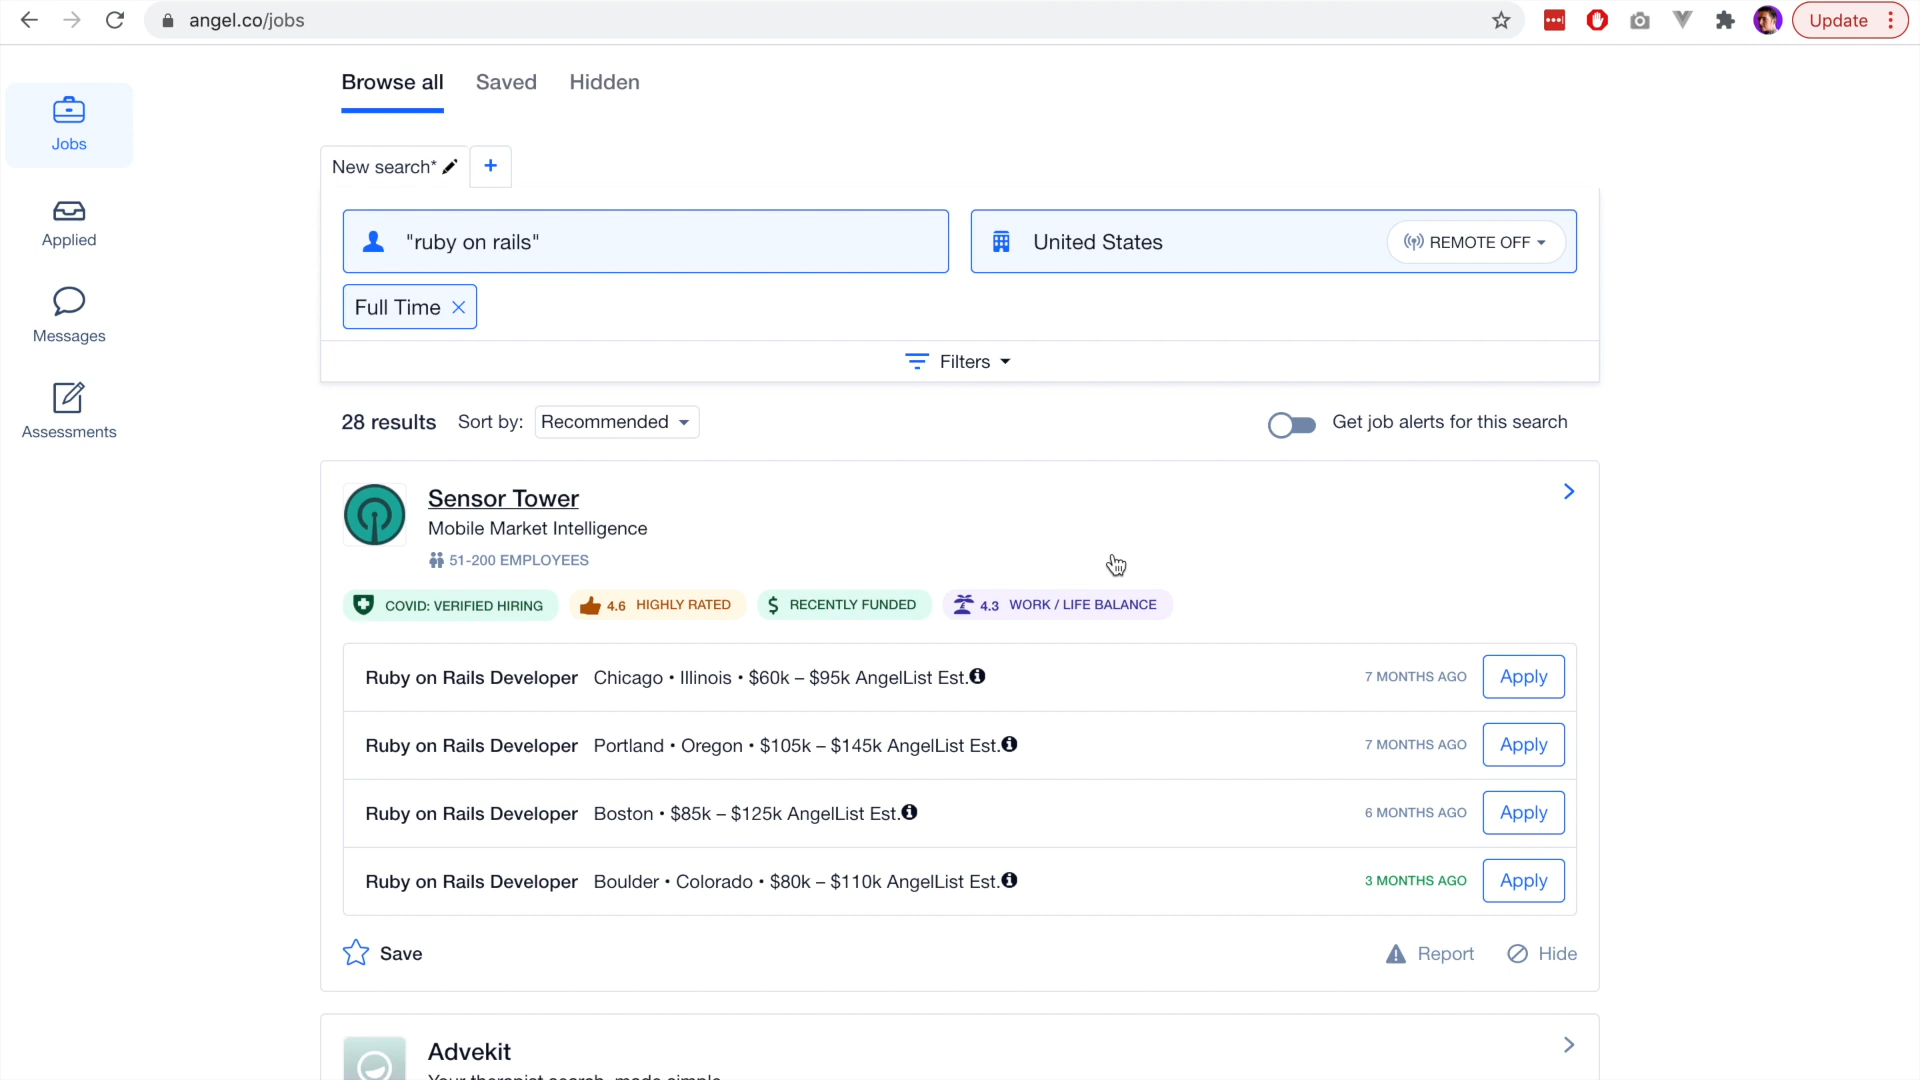 angel.co/jobs
Update
Browse all Saved Hidden
Jobs
New search* +
Applied
"ruby on rails"
United States
REMOTE OFF
Messages
Full Time
Filters
Assessments
28 results Sort by: Recommended
Get job alerts for this search
Sensor Tower
Mobile Market Intelligence
51-200 EMPLOYEES
COVID: VERIFIED HIRING
4.6 HIGHLY RATED
$ RECENTLY FUNDED
4.3 WORK / LIFE BALANCE
Ruby on Rails Developer Chicago • Illinois • $60k – $95k AngelList Est. 7 MONTHS AGO Apply
Ruby on Rails Developer Portland • Oregon • $105k – $145k AngelList Est. 7 MONTHS AGO Apply
Ruby on Rails Developer Boston • $85k – $125k AngelList Est. 6 MONTHS AGO Apply
Ruby on Rails Developer Boulder • Colorado • $80k – $110k AngelList Est. 3 MONTHS AGO Apply
Save
Report
Hide
Advekit
Your therapist search, made simple